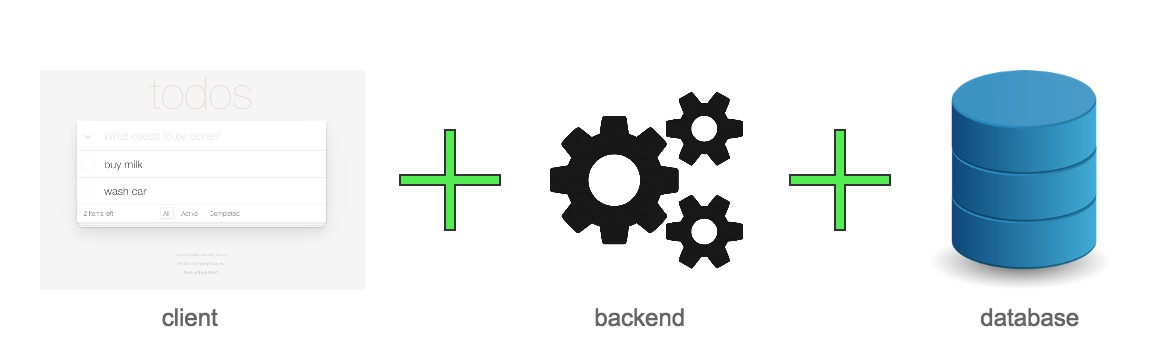 todos
What needs to be done?
buy milk
wash car
2 items left
All
Active
Completed
client
backend
database